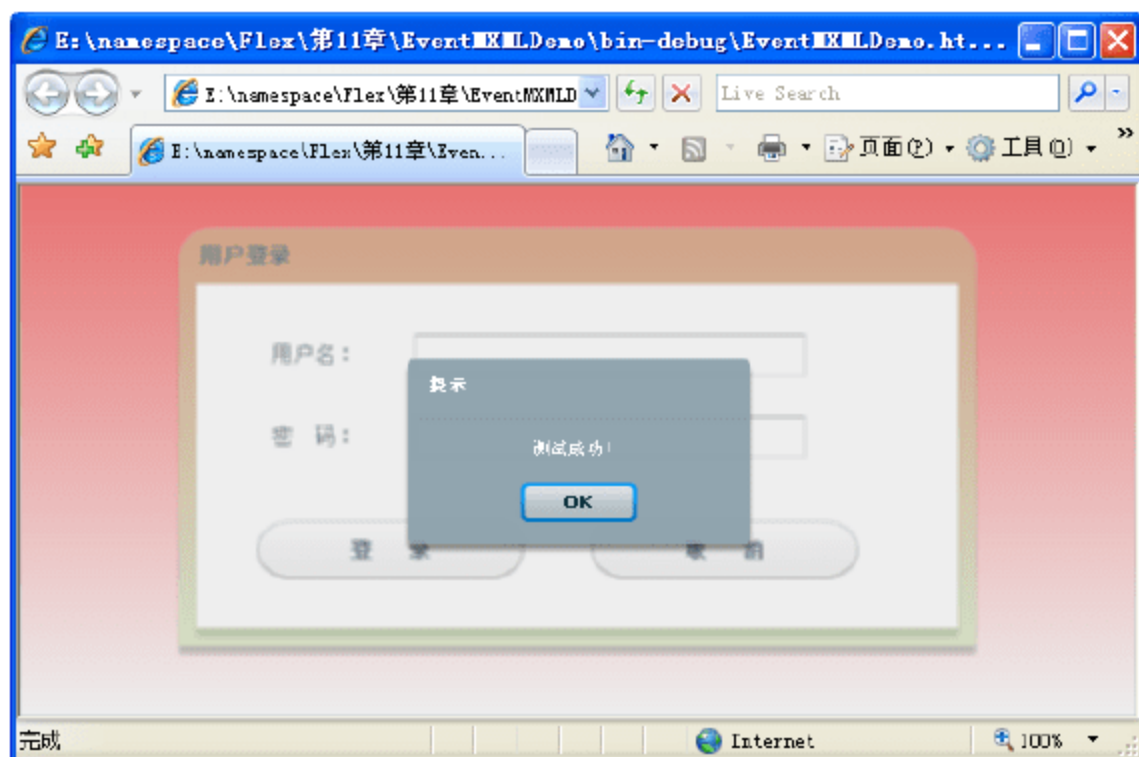 E:\namespace\Flex\第11章\EventMXMLDemo\bin-debug\EventMXMLDemo.ht...
E:\namespace\Flex\第11章\EventMXMLD
Live Search
E:\namespace\Flex\第11章\Even...
页面(P)
工具(O)
»
用户登录
用户名：
密 码：
提示
测试成功！
OK
登 录
取 消
完成
Internet
100%